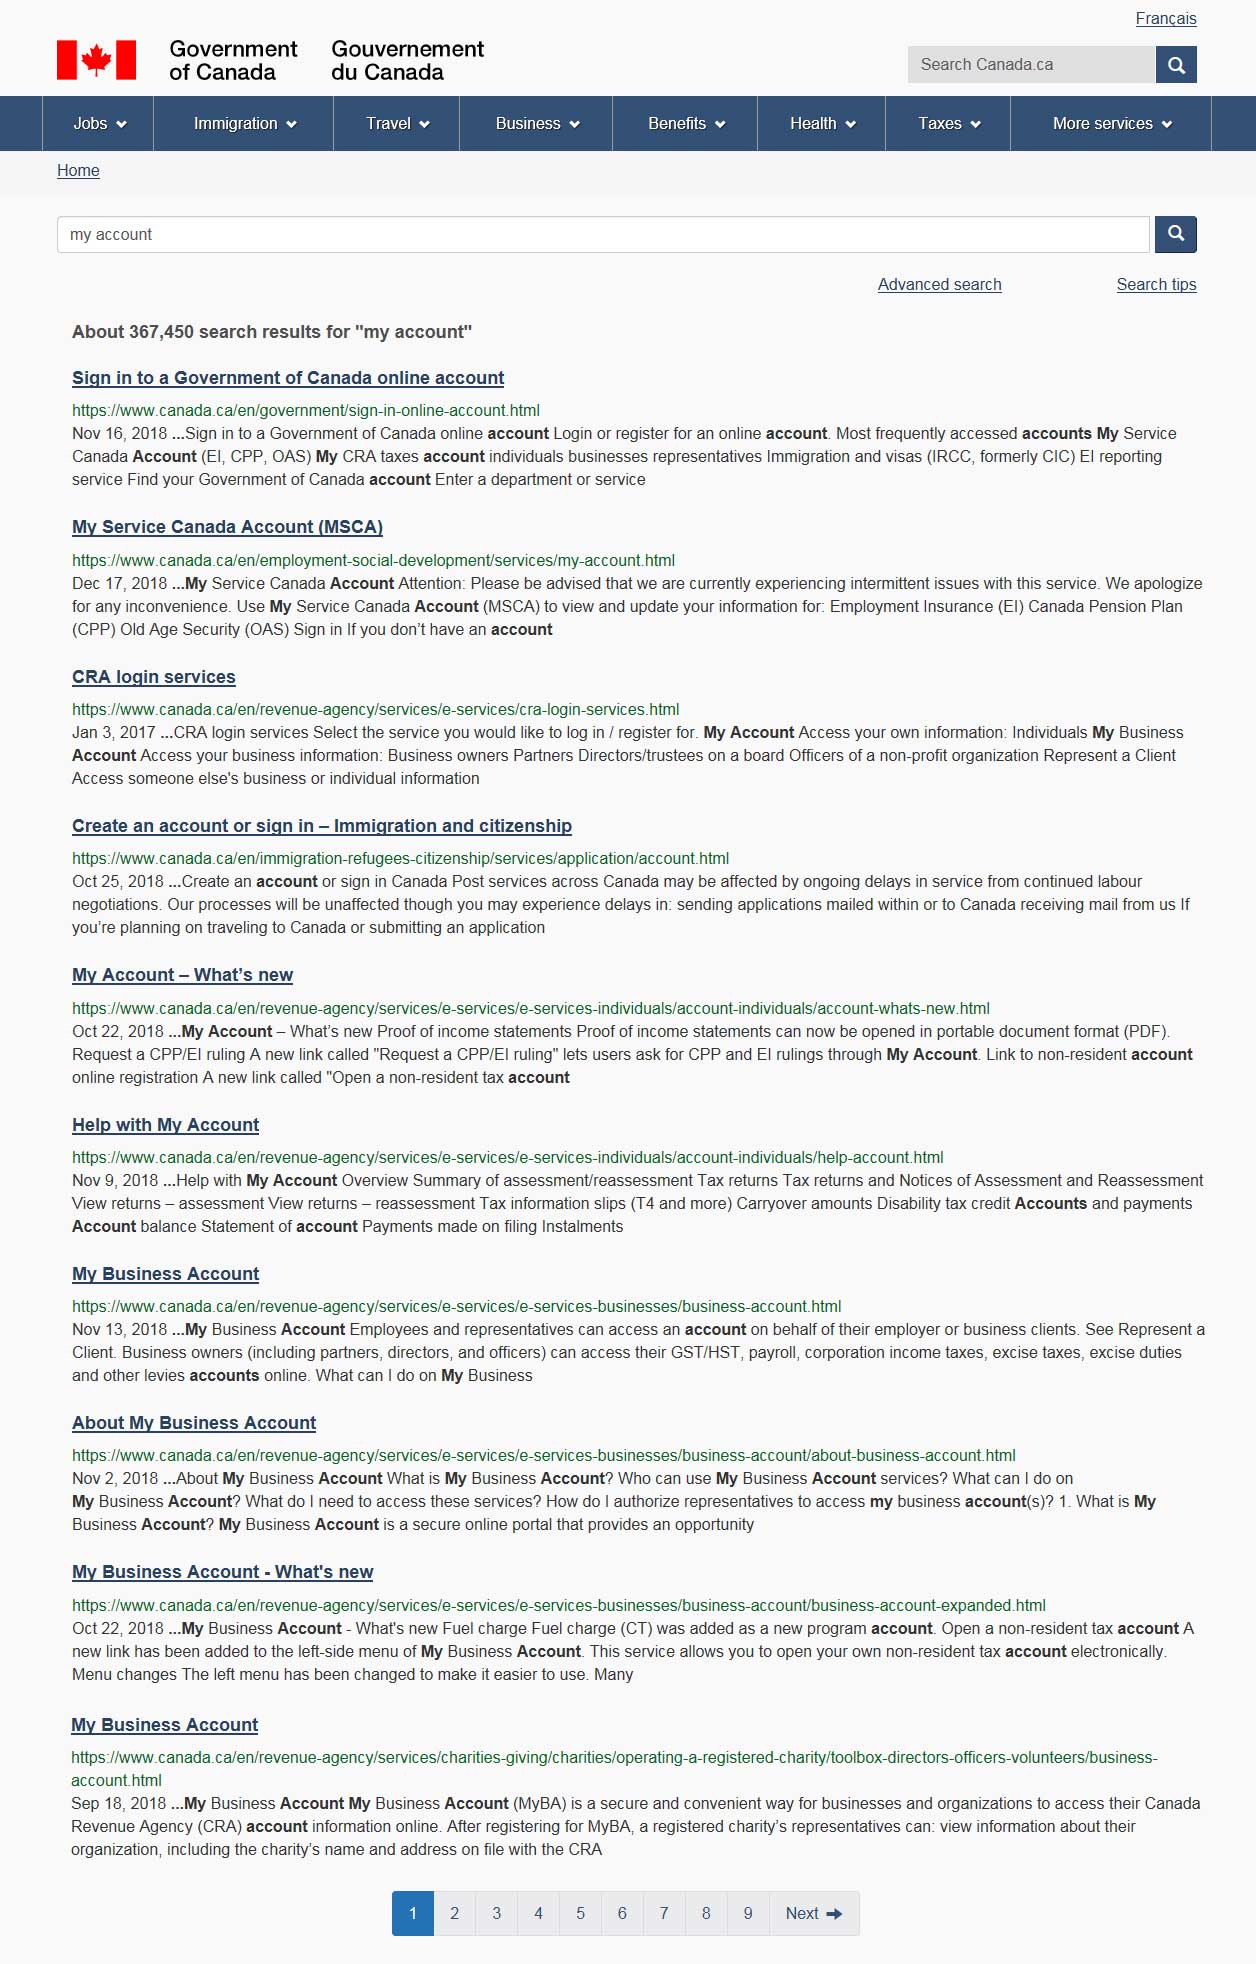 Français
Government
of Canada
Gouvernement
du Canada
Search Canada.ca
Jobs Immigration Travel Business Benefits Health Taxes More services
Home
my account
Advanced search Search tips
About 367,450 search results for "my account"
Sign in to a Government of Canada online account
https://www.canada.ca/en/government/sign-in-online-account.html
Nov 16, 2018 ...Sign in to a Government of Canada online account Login or register for an online account. Most frequently accessed accounts My Service
Canada Account (EI, CPP, OAS) My CRA taxes account individuals businesses representatives Immigration and visas (IRCC, formerly CIC) EI reporting
service Find your Government of Canada account Enter a department or service
My Service Canada Account (MSCA)
https://www.canada.ca/en/employment-social-development/services/my-account.html
Dec 17, 2018 ...My Service Canada Account Attention: Please be advised that we are currently experiencing intermittent issues with this service. We apologize
for any inconvenience. Use My Service Canada Account (MSCA) to view and update your information for: Employment Insurance (EI) Canada Pension Plan
(CPP) Old Age Security (OAS) Sign in If you don’t have an account
CRA login services
https://www.canada.ca/en/revenue-agency/services/e-services/cra-login-services.html
Jan 3, 2017 ...CRA login services Select the service you would like to log in / register for. My Account Access your own information: Individuals My Business
Account Access your business information: Business owners Partners Directors/trustees on a board Officers of a non-profit organization Represent a Client
Access someone else's business or individual information
Create an account or sign in – Immigration and citizenship
https://www.canada.ca/en/immigration-refugees-citizenship/services/application/account.html
Oct 25, 2018 ...Create an account or sign in Canada Post services across Canada may be affected by ongoing delays in service from continued labour
negotiations. Our processes will be unaffected though you may experience delays in: sending applications mailed within or to Canada receiving mail from us If
you’re planning on traveling to Canada or submitting an application
My Account – What’s new
https://www.canada.ca/en/revenue-agency/services/e-services/e-services-individuals/account-individuals/account-whats-new.html
Oct 22, 2018 ...My Account – What’s new Proof of income statements Proof of income statements can now be opened in portable document format (PDF).
Request a CPP/EI ruling A new link called "Request a CPP/EI ruling" lets users ask for CPP and EI rulings through My Account. Link to non-resident account
online registration A new link called "Open a non-resident tax account
Help with My Account
https://www.canada.ca/en/revenue-agency/services/e-services/e-services-individuals/account-individuals/help-account.html
Nov 9, 2018 ...Help with My Account Overview Summary of assessment/reassessment Tax returns Tax returns and Notices of Assessment and Reassessment
View returns – assessment View returns – reassessment Tax information slips (T4 and more) Carryover amounts Disability tax credit Accounts and payments
Account balance Statement of account Payments made on filing Instalments
My Business Account
https://www.canada.ca/en/revenue-agency/services/e-services/e-services-businesses/business-account.html
Nov 13, 2018 ...My Business Account Employees and representatives can access an account on behalf of their employer or business clients. See Represent a
Client. Business owners (including partners, directors, and officers) can access their GST/HST, payroll, corporation income taxes, excise taxes, excise duties
and other levies accounts online. What can I do on My Business
About My Business Account
https://www.canada.ca/en/revenue-agency/services/e-services/e-services-businesses/business-account/about-business-account.html
Nov 2, 2018 ...About My Business Account What is My Business Account? Who can use My Business Account services? What can I do on
My Business Account? What do I need to access these services? How do I authorize representatives to access my business account(s)? 1. What is My
Business Account? My Business Account is a secure online portal that provides an opportunity
My Business Account - What's new
https://www.canada.ca/en/revenue-agency/services/e-services/e-services-businesses/business-account/business-account-expanded.html
Oct 22, 2018 ...My Business Account - What's new Fuel charge Fuel charge (CT) was added as a new program account. Open a non-resident tax account A
new link has been added to the left-side menu of My Business Account. This service allows you to open your own non-resident tax account electronically.
Menu changes The left menu has been changed to make it easier to use. Many
My Business Account
https://www.canada.ca/en/revenue-agency/services/charities-giving/charities/operating-a-registered-charity/toolbox-directors-officers-volunteers/business-
account.html
Sep 18, 2018 ...My Business Account My Business Account (MyBA) is a secure and convenient way for businesses and organizations to access their Canada
Revenue Agency (CRA) account information online. After registering for MyBA, a registered charity’s representatives can: view information about their
organization, including the charity’s name and address on file with the CRA
1 2 3 4 5 6 7 8 9 Next